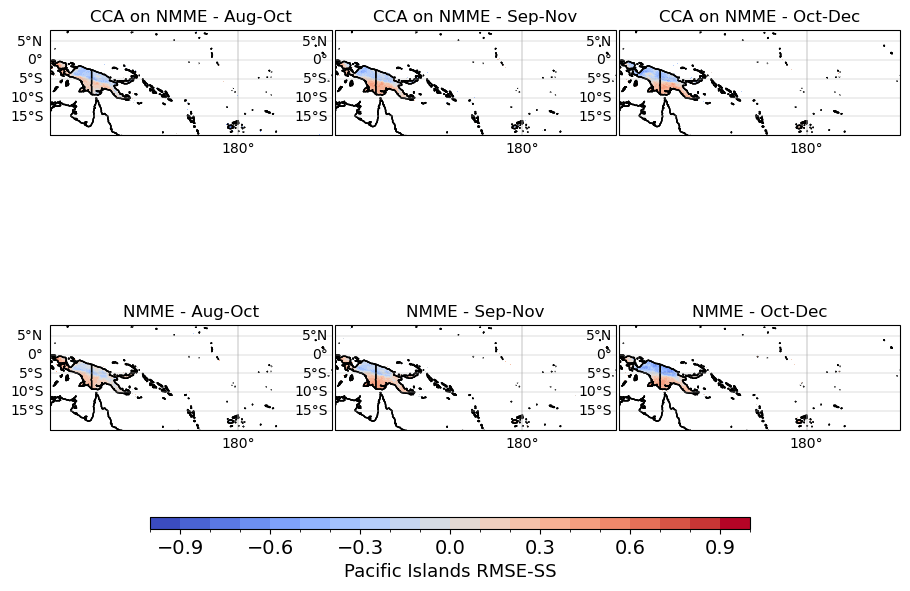 CCA on NMME - Aug-Oct CCA on NMME - Sep-Nov CCA on NMME - Oct-Dec
5°N 5°N 5°N
0° 0° 0°
5°S 5°S 5°S
10°S 10°S 10°S
15°S 15°S 15°S
180° 180° 180°
NMME - Aug-Oct NMME - Sep-Nov NMME - Oct-Dec
5°N 5°N 5°N
0° 0° 0°
5°S 5°S 5°S
10°S 10°S 10°S
15°S 15°S 15°S
180° 180° 180°
−0.9 −0.6 −0.3 0.0 0.3 0.6 0.9
Pacific Islands RMSE-SS